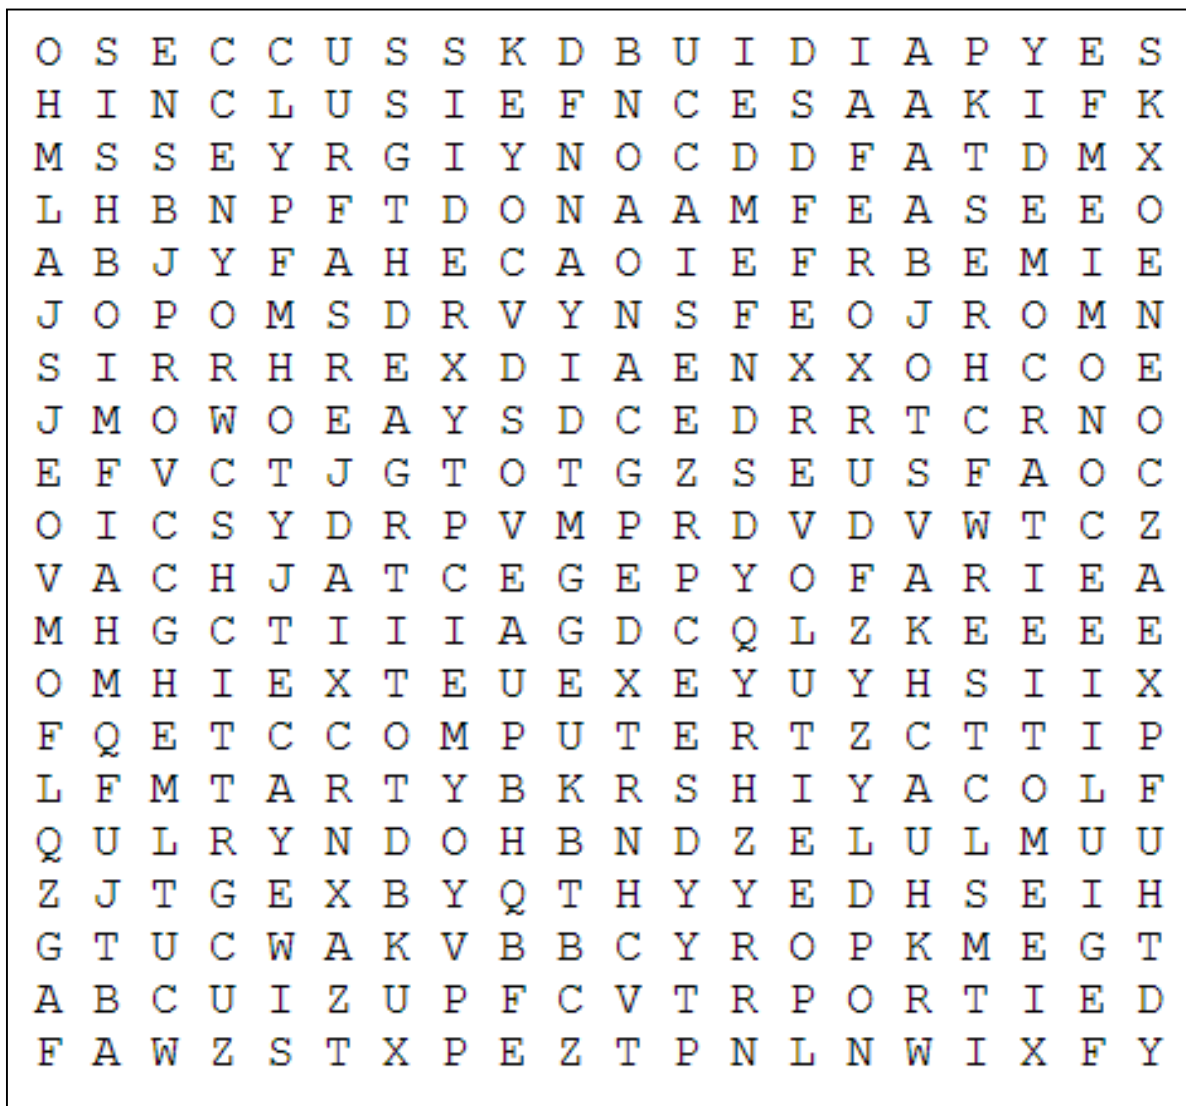 O S E C C U S S K D B U I D I A P Y E S
H I N C L U S I E F N C E S A A K I F K
M S S E Y R G I Y N O C D D F A T D M X
L H B N P F T D O N A A M F E A S E E O
A B J Y F A H E C A O I E F R B E M I E
J O P O M S D R V Y N S F E O J R O M N
S I R R H R E X D I A E N X X O H C O E
J M O W O E A Y S D C E D R R T C R N O
E F V C T J G T O T G Z S E U S F A O C
O I C S Y D R P V M P R D V D V W T C Z
V A C H J A T C E G E P Y O F A R I E A
M H G C T I I I A G D C Q L Z K E E E E
O M H I E X T E U E X E Y U Y H S I I X
F Q E T C C O M P U T E R T Z C T T I P
L F M T A R T Y B K R S H I Y A C O L F
Q U L R Y N D O H B N D Z E L U L M U U
Z J T G E X B Y Q T H Y Y E D H S E I H
G T U C W A K V B B C Y R O P K M E G T
A B C U I Z U P F C V T R P O R T I E D
F A W Z S T X P E Z T P N L N W I X F Y